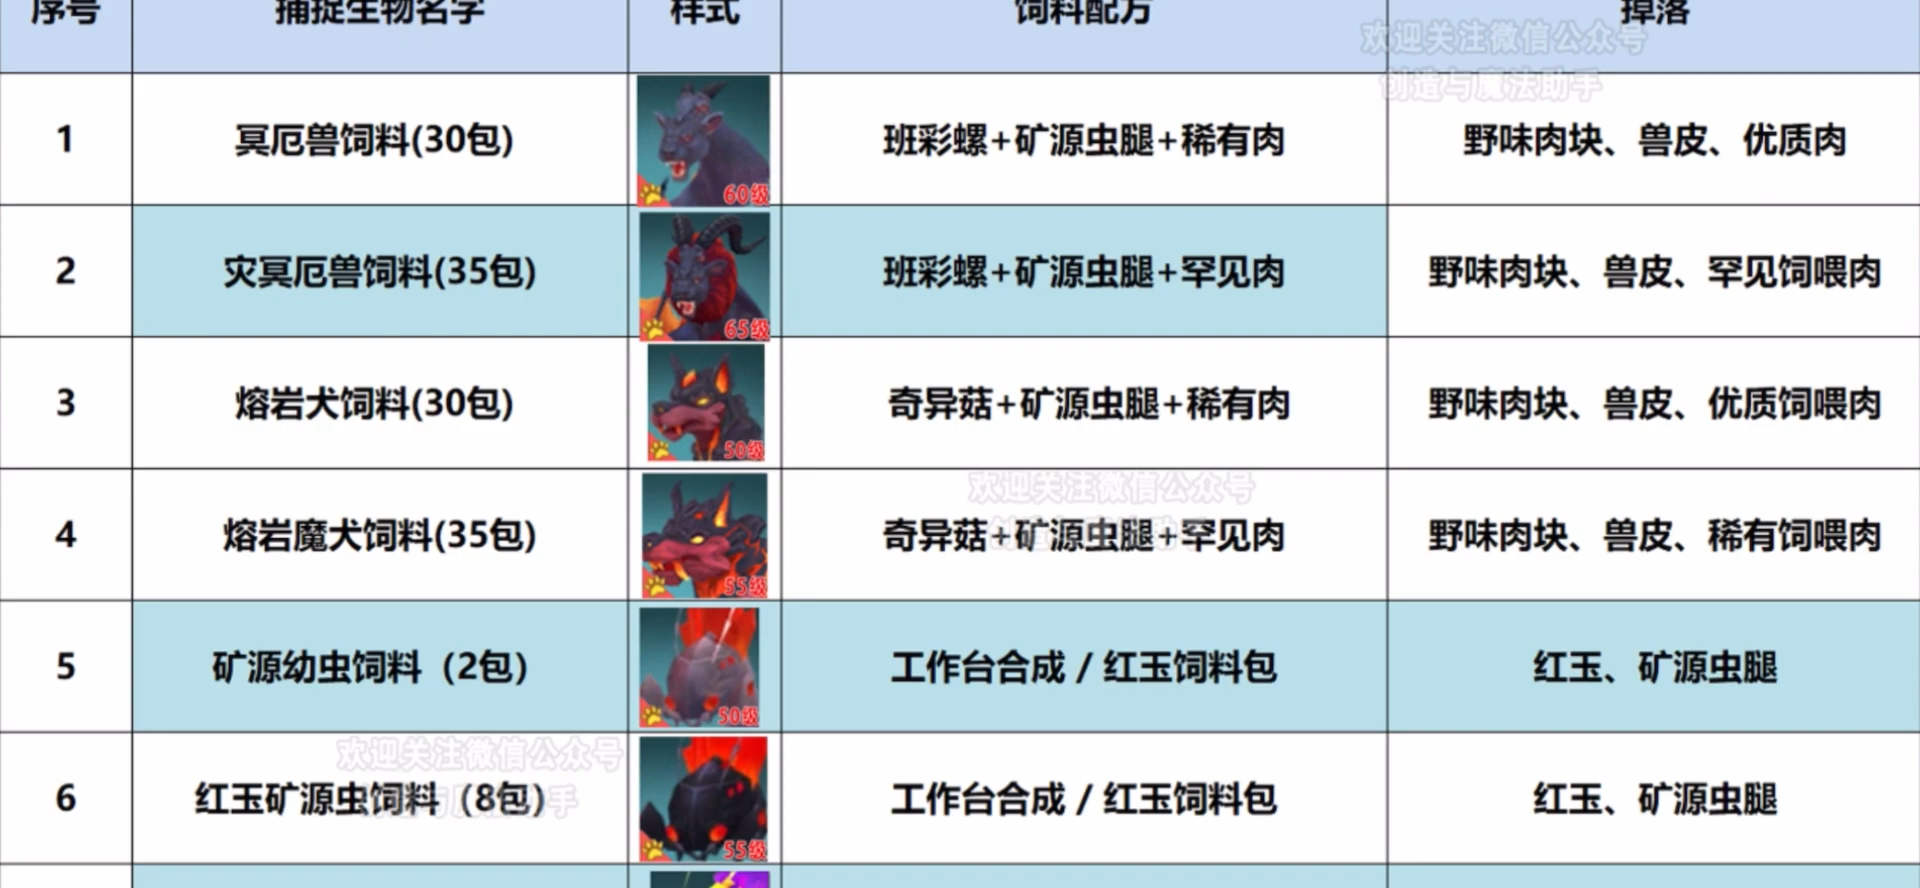 序号 捕捉生物名字 样式 饲料配方 掉落
欢迎关注微信公众号
创造与魔法助手
1 冥厄兽饲料(30包) 60级 班彩螺+矿源虫腿+稀有肉 野味肉块、兽皮、优质肉
2 灾冥厄兽饲料(35包) 65级 班彩螺+矿源虫腿+罕见肉 野味肉块、兽皮、罕见饲喂肉
3 熔岩犬饲料(30包) 50级 奇异菇+矿源虫腿+稀有肉 野味肉块、兽皮、优质饲喂肉
欢迎关注微信公众号
4 熔岩魔犬饲料(35包) 55级 奇异菇+矿源虫腿+罕见肉 野味肉块、兽皮、稀有饲喂肉
5 矿源幼虫饲料（2包） 50级 工作台合成 / 红玉饲料包 红玉、矿源虫腿
欢迎关注微信公众号
6 红玉矿源虫饲料（8包） 55级 工作台合成 / 红玉饲料包 红玉、矿源虫腿